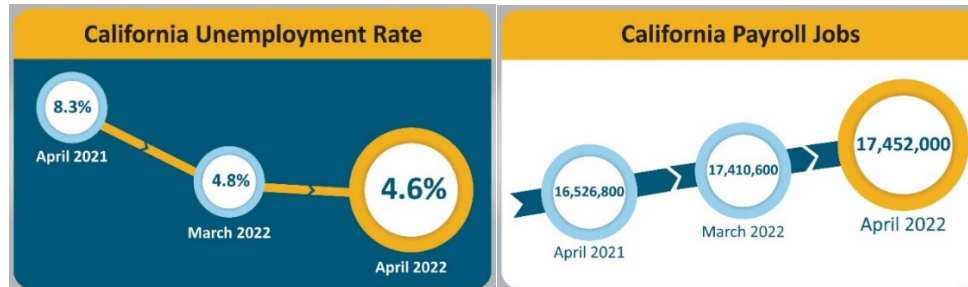 California Unemployment Rate
8.3%
April 2021
4.8%
March 2022
4.6%
April 2022
California Payroll Jobs
16,526,800
April 2021
17,410,600
March 2022
17,452,000
April 2022